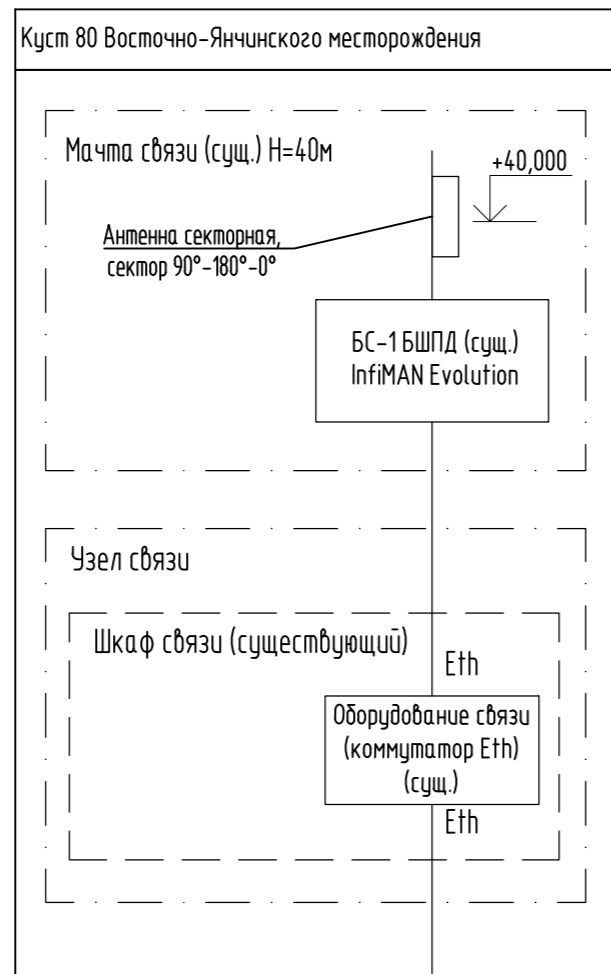 Куст 80 Восточно-Янчинского месторождения
Мачта связи (сущ.) Н=40м
+40,000
Антенна секторная,
сектор 90°-180°-0°
БС-1 БШПД (сущ.)
InfiMAN Evolution
Узел связи
Шкаф связи (существующий)
Eth
Оборудование связи
(коммутатор Eth)
(сущ.)
Eth